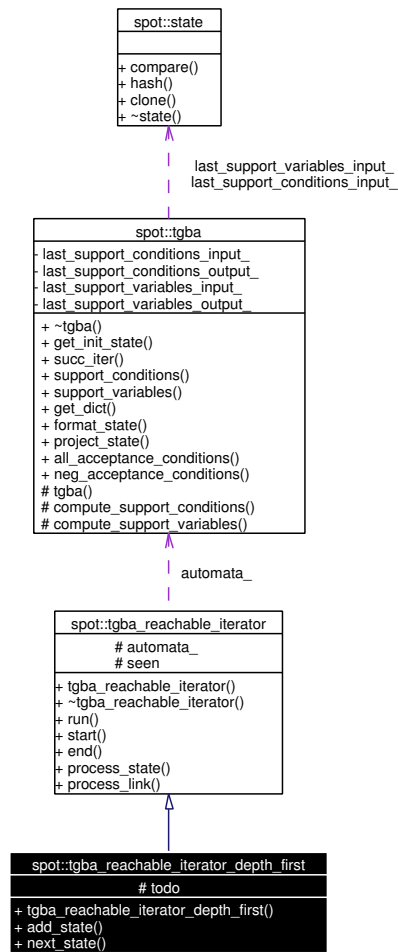 spot::state
+ compare()
+ hash()
+ clone()
+ ~state()
last_support_variables_input_
last_support_conditions_input_
spot::tgba
- last_support_conditions_input_
- last_support_conditions_output_
- last_support_variables_input_
- last_support_variables_output_
+ ~tgba()
+ get_init_state()
+ succ_iter()
+ support_conditions()
+ support_variables()
+ get_dict()
+ format_state()
+ project_state()
+ all_acceptance_conditions()
+ neg_acceptance_conditions()
# tgba()
# compute_support_conditions()
# compute_support_variables()
automata_
spot::tgba_reachable_iterator
# automata_
# seen
+ tgba_reachable_iterator()
+ ~tgba_reachable_iterator()
+ run()
+ start()
+ end()
+ process_state()
+ process_link()
spot::tgba_reachable_iterator_depth_first
# todo
+ tgba_reachable_iterator_depth_first()
+ add_state()
+ next_state()